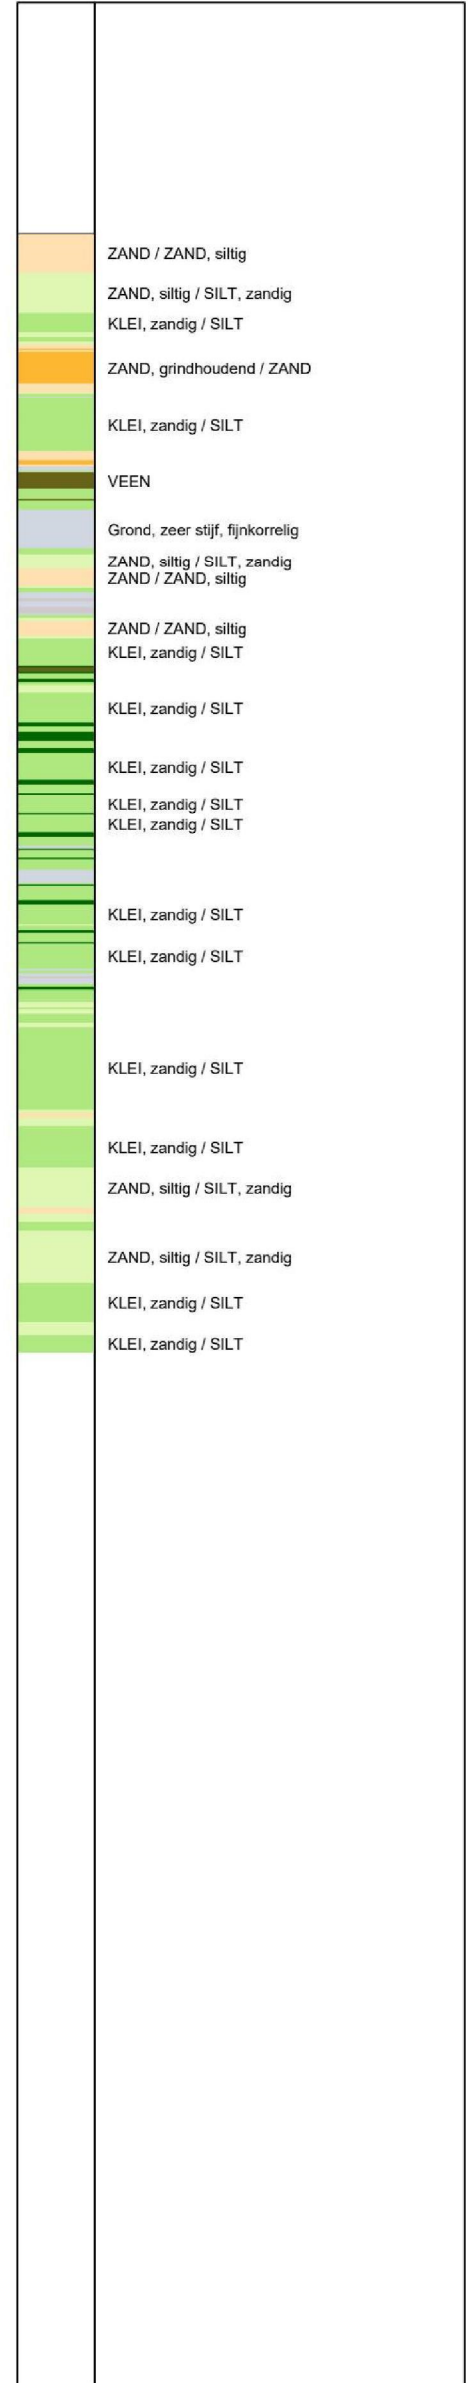 ZAND / ZAND, siltig
ZAND, siltig / SILT, zandig
KLEI, zandig / SILT
ZAND, grindhoudend / ZAND
KLEI, zandig / SILT
VEEN
Grond, zeer stijf, fijnkorrelig
ZAND, siltig / SILT, zandig
ZAND / ZAND, siltig
ZAND / ZAND, siltig
KLEI, zandig / SILT
KLEI, zandig / SILT
KLEI, zandig / SILT
KLEI, zandig / SILT
KLEI, zandig / SILT
KLEI, zandig / SILT
KLEI, zandig / SILT
KLEI, zandig / SILT
KLEI, zandig / SILT
ZAND, siltig / SILT, zandig
ZAND, siltig / SILT, zandig
KLEI, zandig / SILT
KLEI, zandig / SILT